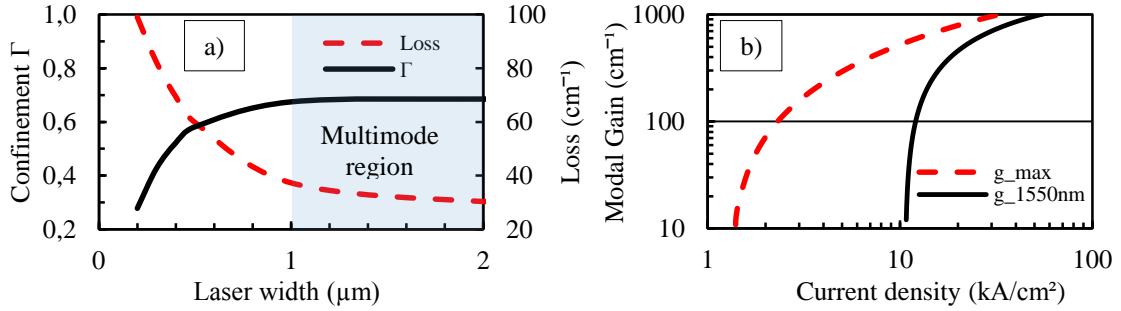 a)
Confinement Γ
1,0
0,8
0,6
0,4
0,2
Loss
Γ
Multimode
region
100
80
60
40
20
Loss (cm⁻¹)
0
1
2
Laser width (µm)
b)
Modal Gain (cm⁻¹)
1000
100
10
g_max
g_1550nm
1
10
100
Current density (kA/cm²)